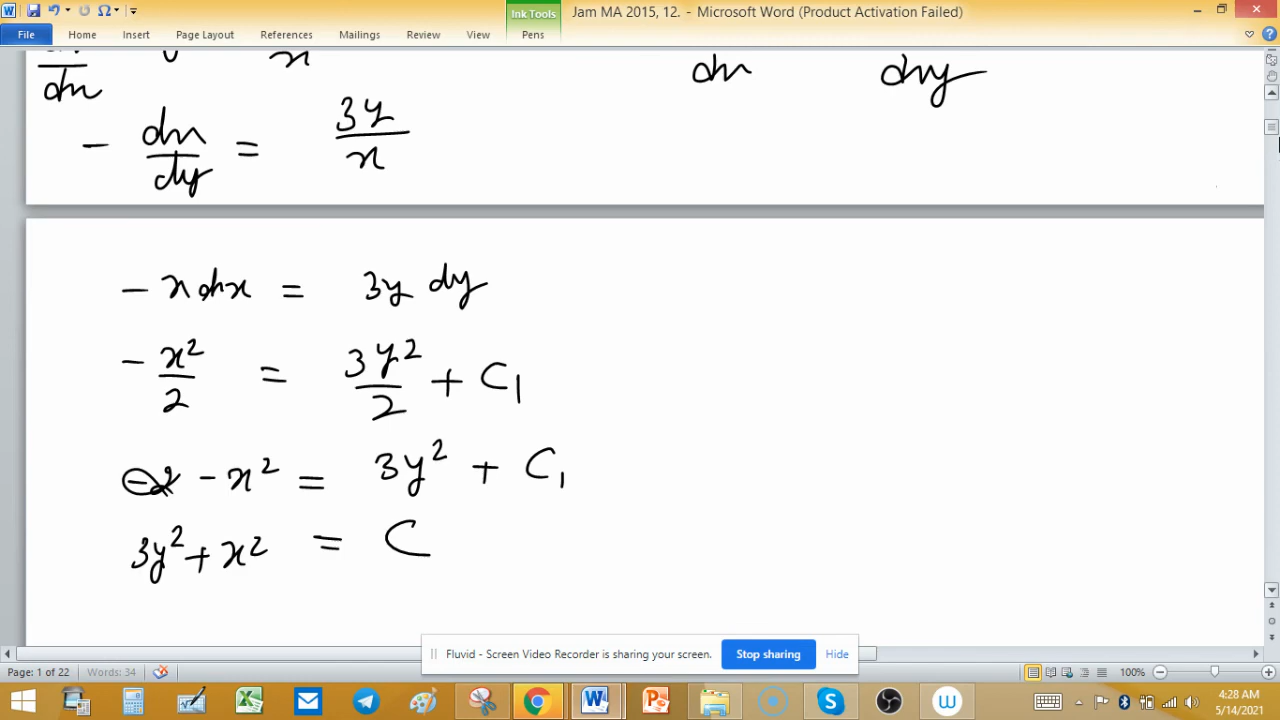 Ink Tools
Jam MA 2015, 12. - Microsoft Word (Product Activation Failed)
File Home Insert Page Layout References Mailings Review View Pens
dx x dx dxy
- dx/dy = 3y/x
- x dx = 3y dy
- x²/2 = 3y²/2 + C₁
- x² = 3y² + C₁
3y² + x² = C
Fluvid - Screen Video Recorder is sharing your screen. Stop sharing Hide
Page: 1 of 22 Words: 34 100%
4:28 AM
5/14/2021